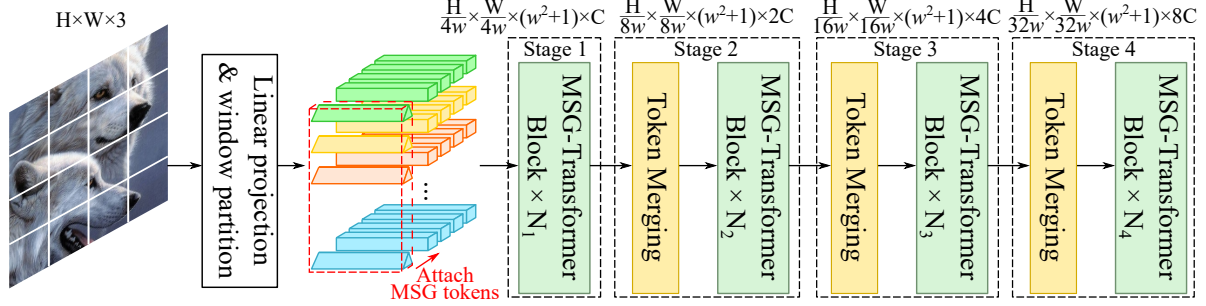 H×W×3
Linear projection
& window partition
Attach
MSG tokens
...
H/4w × W/4w ×(w²+1)×C
Stage 1
MSG-Transformer
Block × N₁
H/8w × W/8w ×(w²+1)×2C
Stage 2
Token Merging
MSG-Transformer
Block × N₂
H/16w × W/16w ×(w²+1)×4C
Stage 3
Token Merging
MSG-Transformer
Block × N₃
H/32w × W/32w ×(w²+1)×8C
Stage 4
Token Merging
MSG-Transformer
Block × N₄